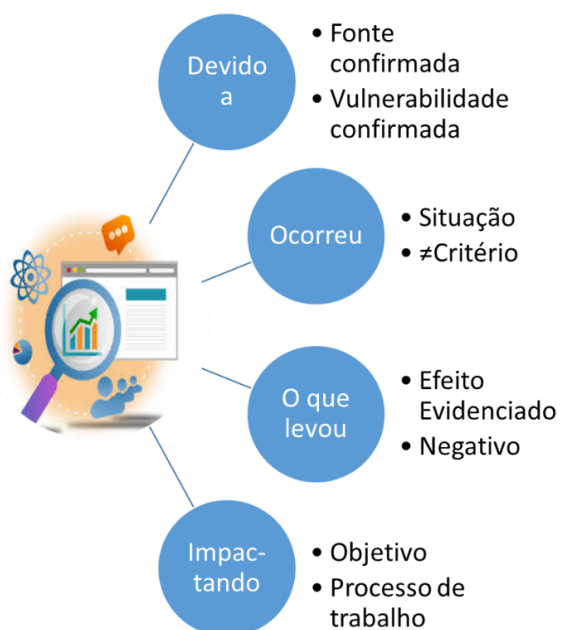 Devido
a
• Fonte
confirmada
• Vulnerabilidade
confirmada
Ocorreu
• Situação
• ≠Critério
O que
levou
• Efeito
Evidenciado
• Negativo
Impac-
tando
• Objetivo
• Processo de
trabalho